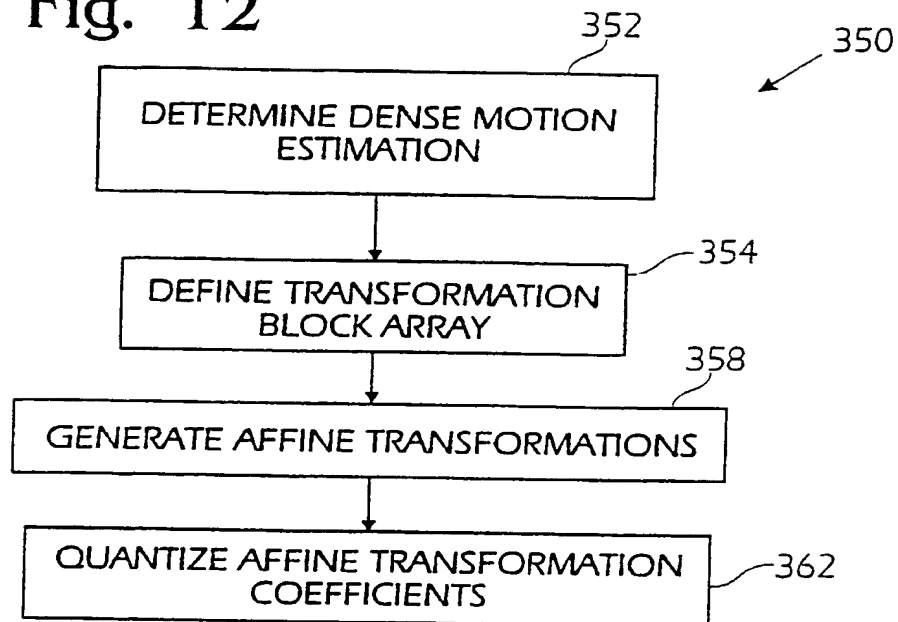 Fig. 12
352
350
DETERMINE DENSE MOTION
ESTIMATION
354
DEFINE TRANSFORMATION
BLOCK ARRAY
358
GENERATE AFFINE TRANSFORMATIONS
QUANTIZE AFFINE TRANSFORMATION
COEFFICIENTS
362